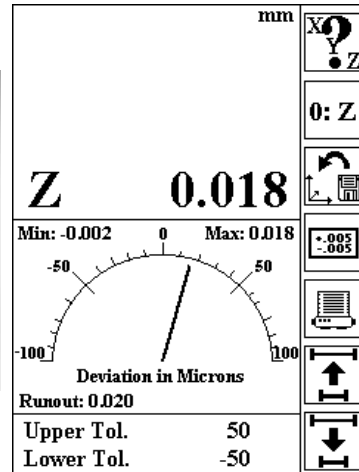 mm
X
?
Y
Z
0: Z
Z 0.018
Min: -0.002 0 Max: 0.018
+.005
-.005
-50 50
-100 100
Deviation in Microns
Runout: 0.020
Upper Tol. 50
Lower Tol. -50